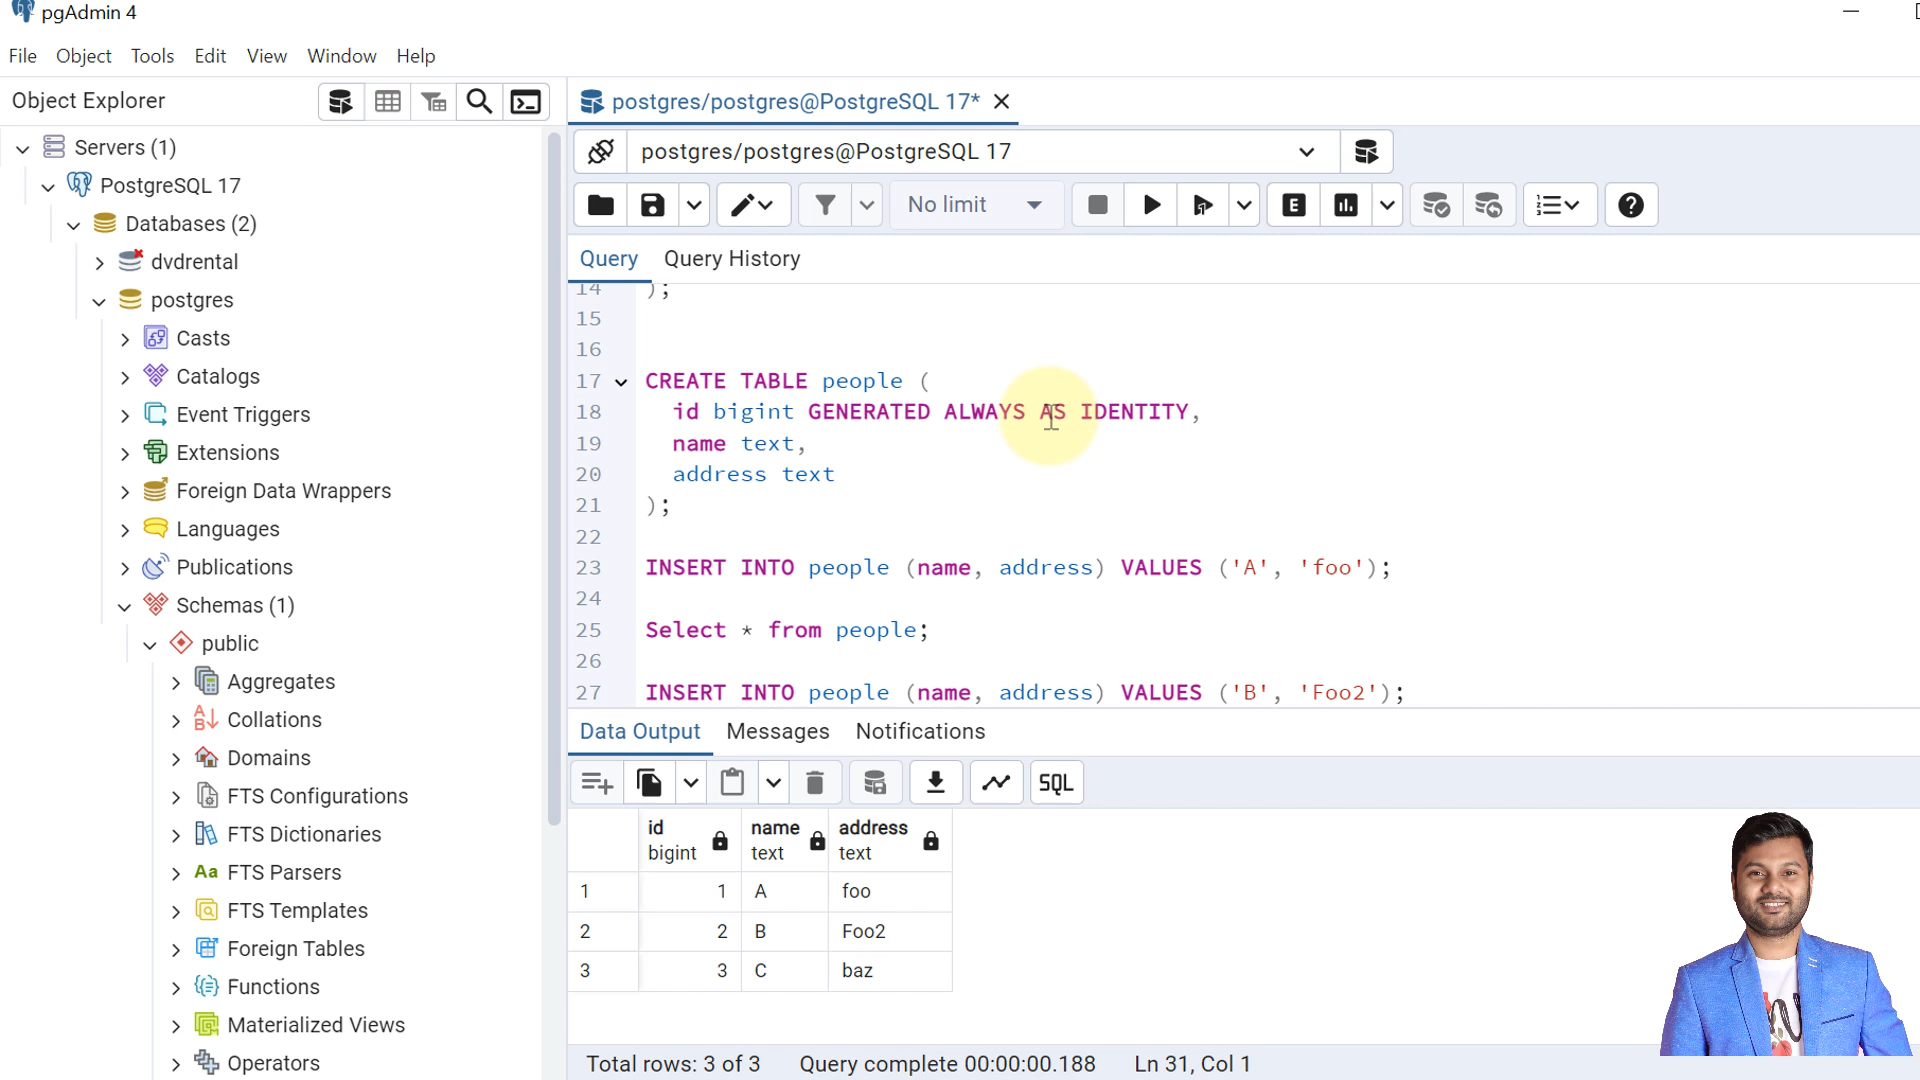 pgAdmin 4
File Object Tools Edit View Window Help
Object Explorer
Servers (1)
PostgreSQL 17
Databases (2)
dvdrental
postgres
Casts
Catalogs
Event Triggers
Extensions
Foreign Data Wrappers
Languages
Publications
Schemas (1)
public
Aggregates
Collations
Domains
FTS Configurations
FTS Dictionaries
Aa FTS Parsers
FTS Templates
Foreign Tables
Functions
Materialized Views
Operators
postgres/postgres@PostgreSQL 17*
postgres/postgres@PostgreSQL 17
No limit
E
Query Query History
14 );
15
16
17 CREATE TABLE people (
18 id bigint GENERATED ALWAYS AS IDENTITY,
19 name text,
20 address text
21 );
22
23 INSERT INTO people (name, address) VALUES ('A', 'foo');
24
25 Select * from people;
26
27 INSERT INTO people (name, address) VALUES ('B', 'Foo2');
Data Output Messages Notifications
SQL
id name address
bigint text text
1 1 A foo
2 2 B Foo2
3 3 C baz
Total rows: 3 of 3 Query complete 00:00:00.188 Ln 31, Col 1